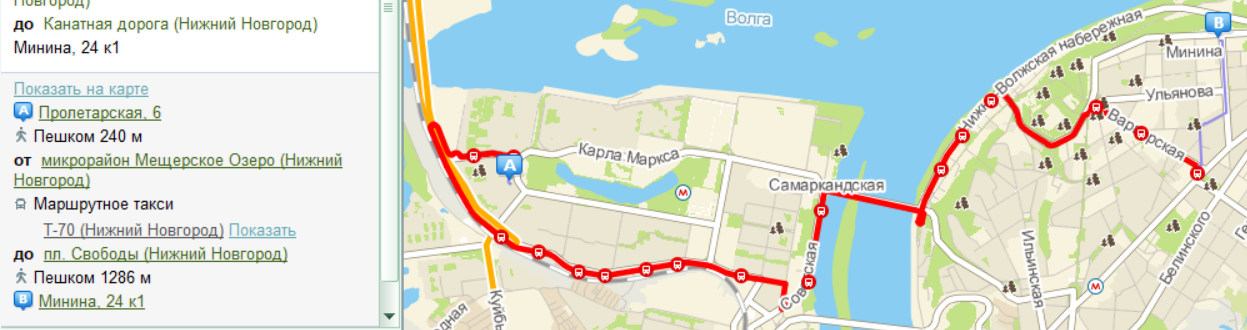 Новгород)
до Канатная дорога (Нижний Новгород)
Минина, 24 к1
Показать на карте
A Пролетарская, 6
Пешком 240 м
от микрорайон Мещерское Озеро (Нижний
Новгород)
Маршрутное такси
Т-70 (Нижний Новгород) Показать
до пл. Свободы (Нижний Новгород)
Пешком 1286 м
B Минина, 24 к1
Волга
Нижне-Волжская набережная
B
Минина
Ульянова
Варварская
A
Карла Маркса
М
Самаркандская
Советская
Ильинская
Белинского
М